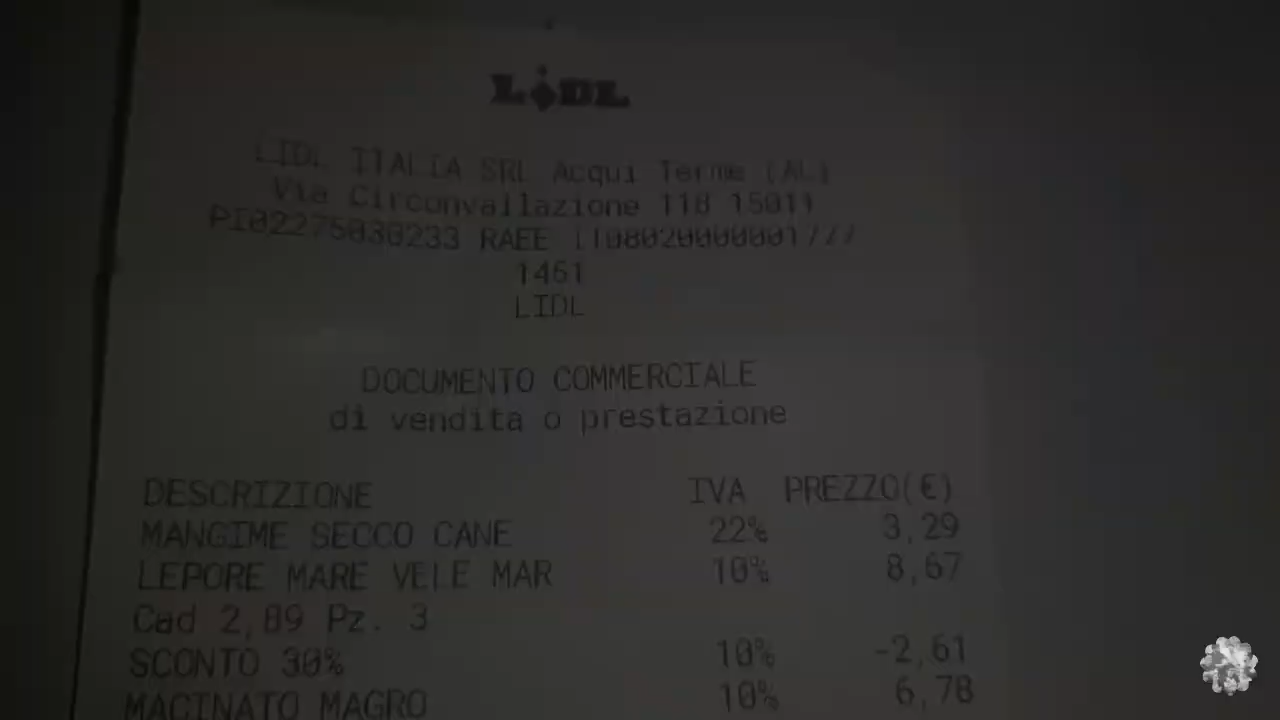 LIDL
LIDL ITALIA SRL Acqui Terme (AL)
Via Circonvallazione 118 15011
PI02275030233 RAEE
1461
LIDL
DOCUMENTO COMMERCIALE
di vendita o prestazione
DESCRIZIONE IVA PREZZO(€)
MANGIME SECCO CANE 22% 3,29
LEPORE MARE VELE MAR 10% 8,67
Cad 2,89 Pz. 3
SCONTO 30% 10% -2,61
MACINATO MAGRO 10% 6,78